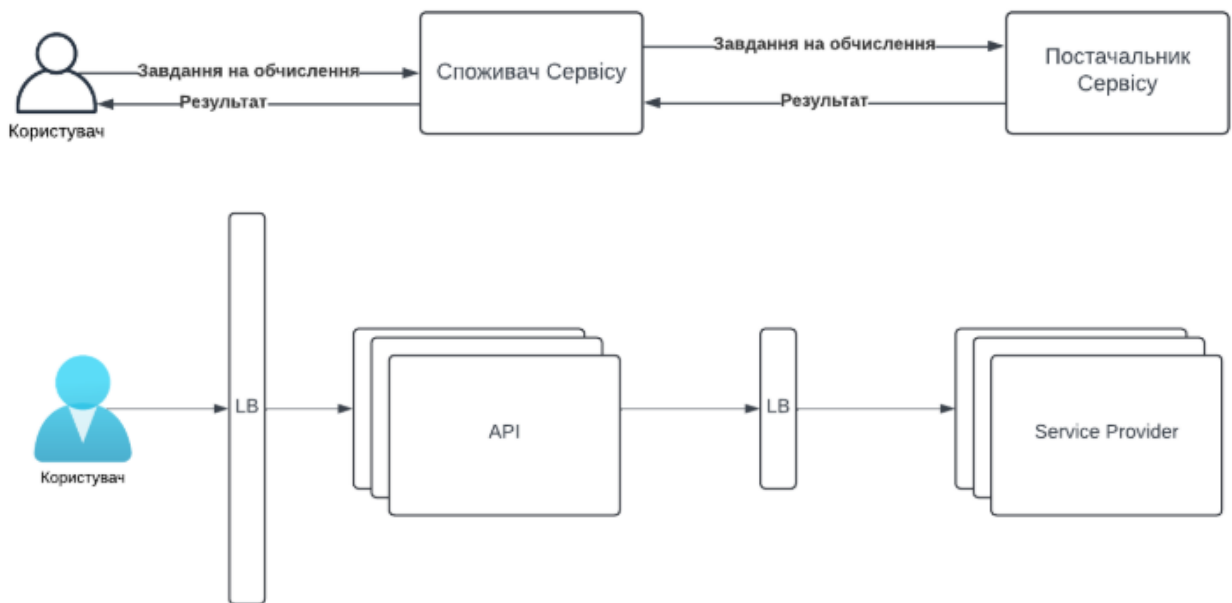 Завдання на обчислення
Споживач Сервісу
Завдання на обчислення
Постачальник
Сервісу
Результат
Результат
Користувач
LB
API
LB
Service Provider
Користувач